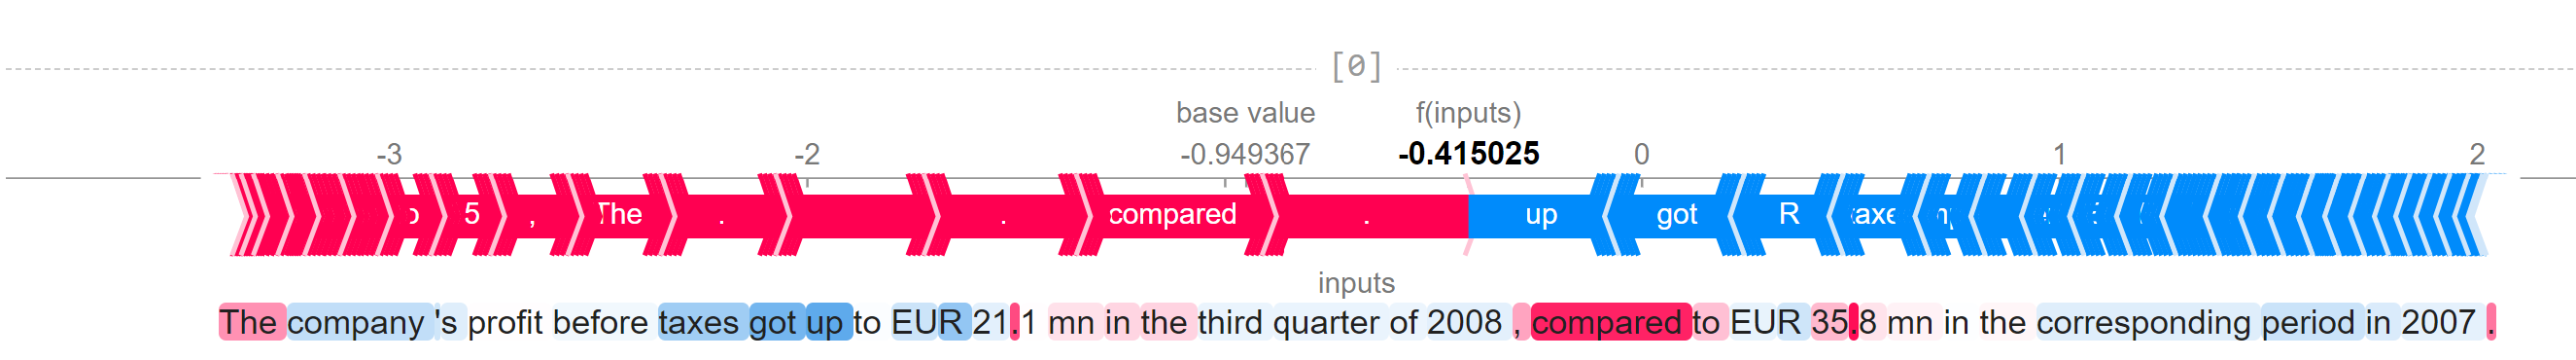 [0]
base value f(inputs)
-3 -2 -0.949367 -0.415025 0 1 2
5 , The . . compared . up got R taxe
inputs
The company 's profit before taxes got up to EUR 21.1 mn in the third quarter of 2008 , compared to EUR 35.8 mn in the corresponding period in 2007 .